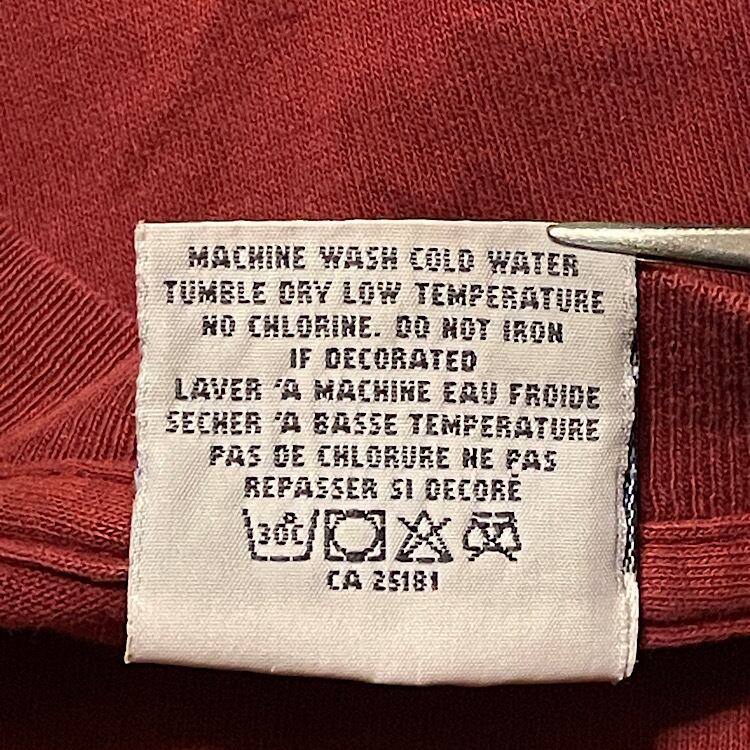 MACHINE WASH COLD WATER
TUMBLE DRY LOW TEMPERATURE
NO CHLORINE. DO NOT IRON
IF DECORATED
LAVER 'A MACHINE EAU FROIDE
SECHER 'A BASSE TEMPERATURE
PAS DE CHLORURE NE PAS
REPASSER SI DECORÉ
30C
CA 25181